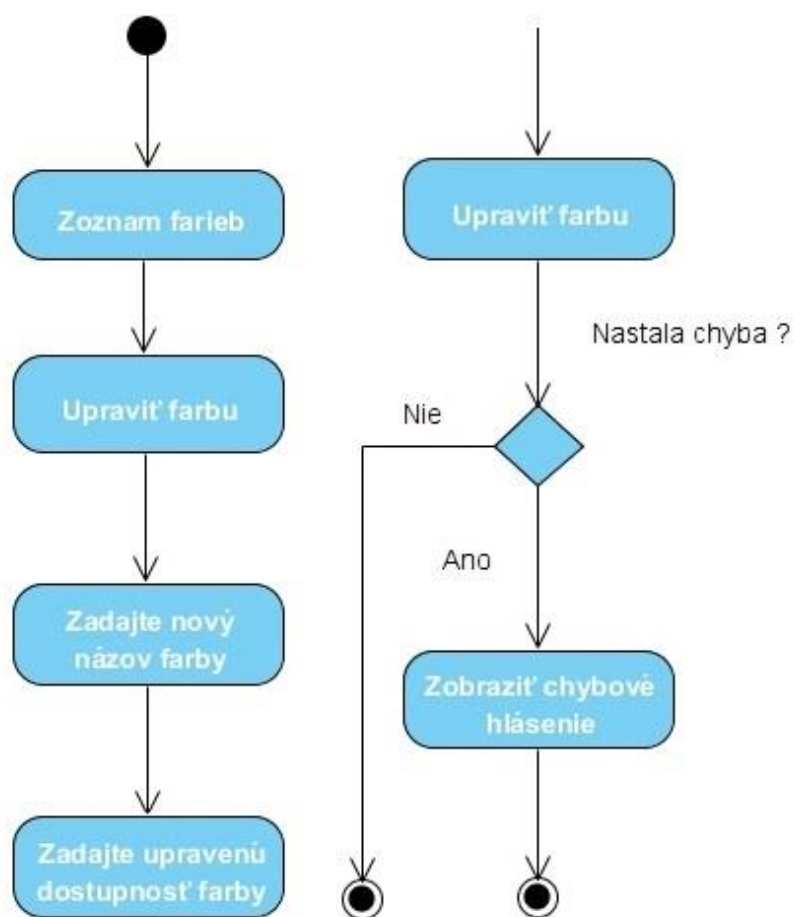 Zoznam farieb
Upraviť farbu
Zadajte nový
názov farby
Zadajte upravenú
dostupnosť farby
Upraviť farbu
Nastala chyba ?
Nie
Ano
Zobraziť chybové
hlásenie